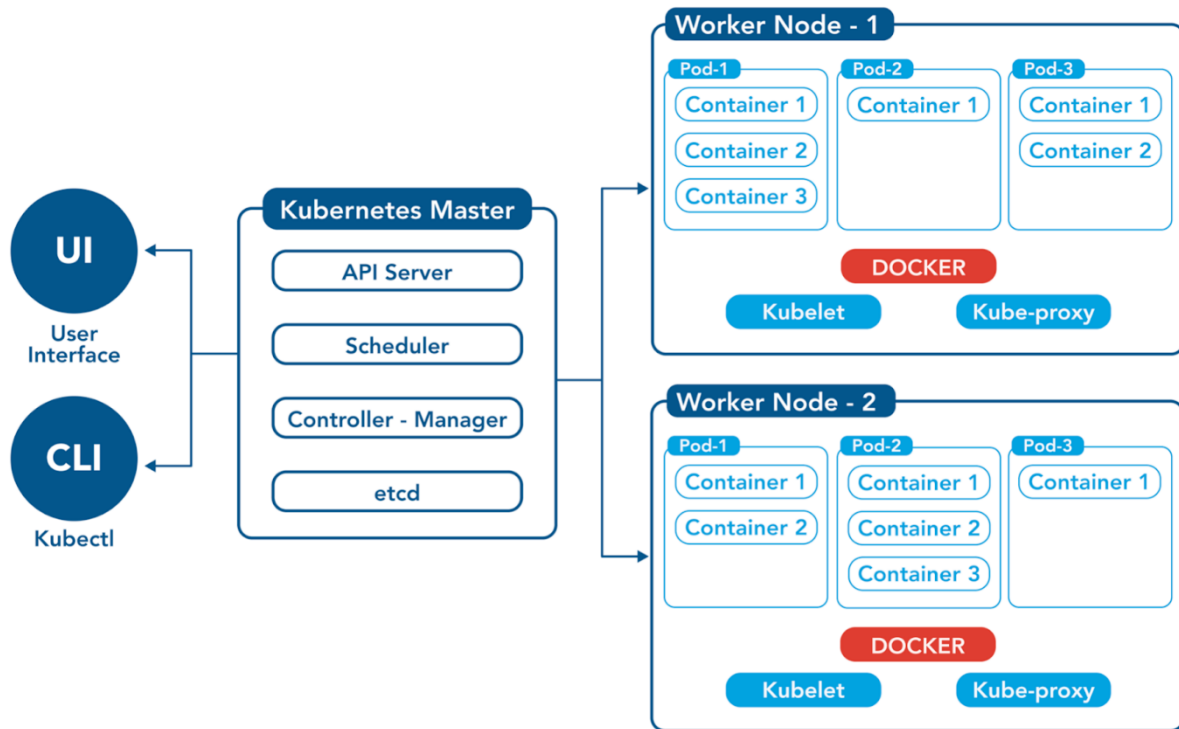 UI
User
Interface
CLI
Kubectl
Kubernetes Master
API Server
Scheduler
Controller - Manager
etcd
Worker Node - 1
Pod-1
Container 1
Container 2
Container 3
Pod-2
Container 1
Pod-3
Container 1
Container 2
DOCKER
Kubelet
Kube-proxy
Worker Node - 2
Pod-1
Container 1
Container 2
Pod-2
Container 1
Container 2
Container 3
Pod-3
Container 1
DOCKER
Kubelet
Kube-proxy